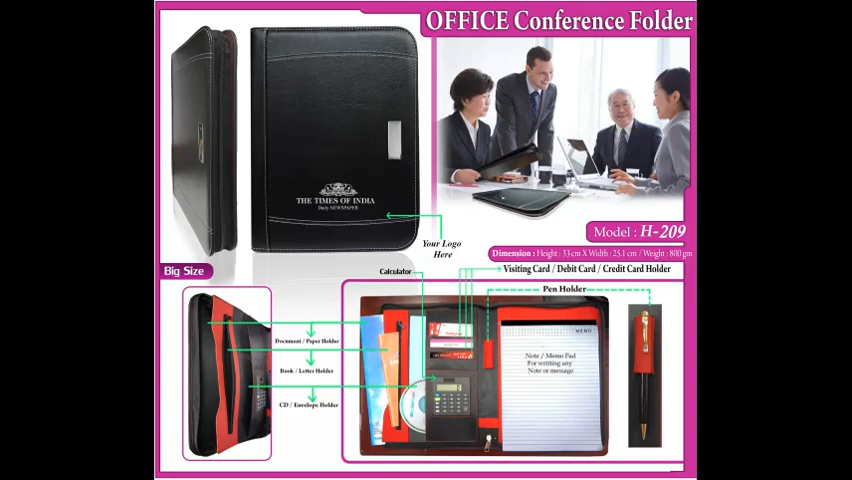 OFFICE Conference Folder
THE TIMES OF INDIA
Daily NEWSPAPER
Your Logo
Here
Model : H-209
Dimension : Height : 33 cm X Width : 25.1 cm / Weight : 800 gm
Big Size
Calculator
Visiting Card / Debit Card / Credit Card Holder
Pen Holder
Document / Paper Holder
Book / Letter Holder
CD / Envelope Holder
MEMO
Note / Memo Pad
For writting any
Note or message